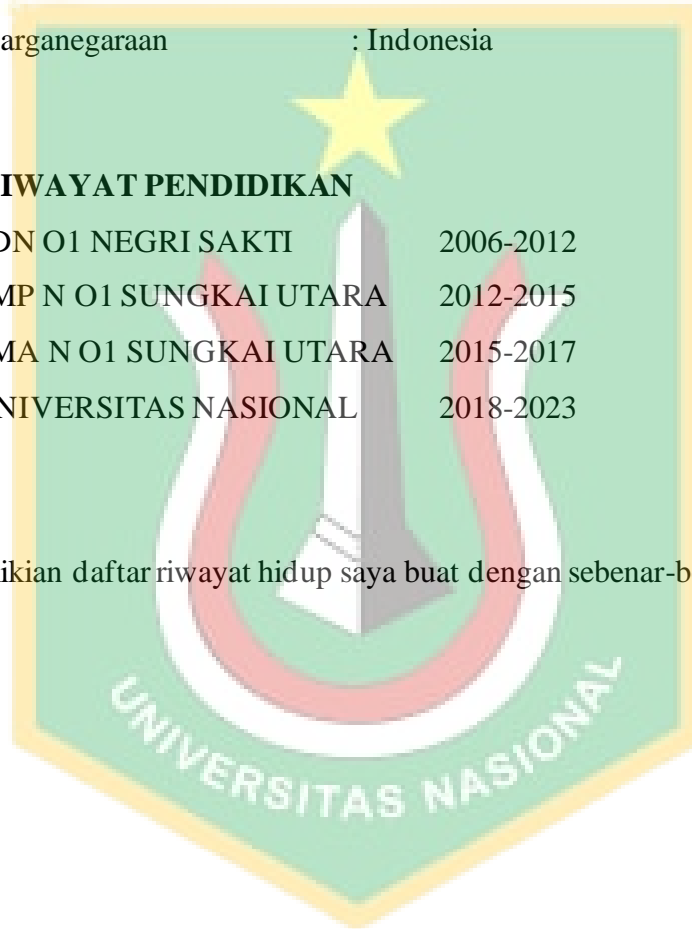 arganegaraan : Indonesia
IWAYAT PENDIDIKAN
DN O1 NEGRI SAKTI 2006-2012
MP N O1 SUNGKAI UTARA 2012-2015
MA N O1 SUNGKAI UTARA 2015-2017
NIVERSITAS NASIONAL 2018-2023
ikian daftar riwayat hidup saya buat dengan sebenar-b
UNIVERSITAS NASIONAL